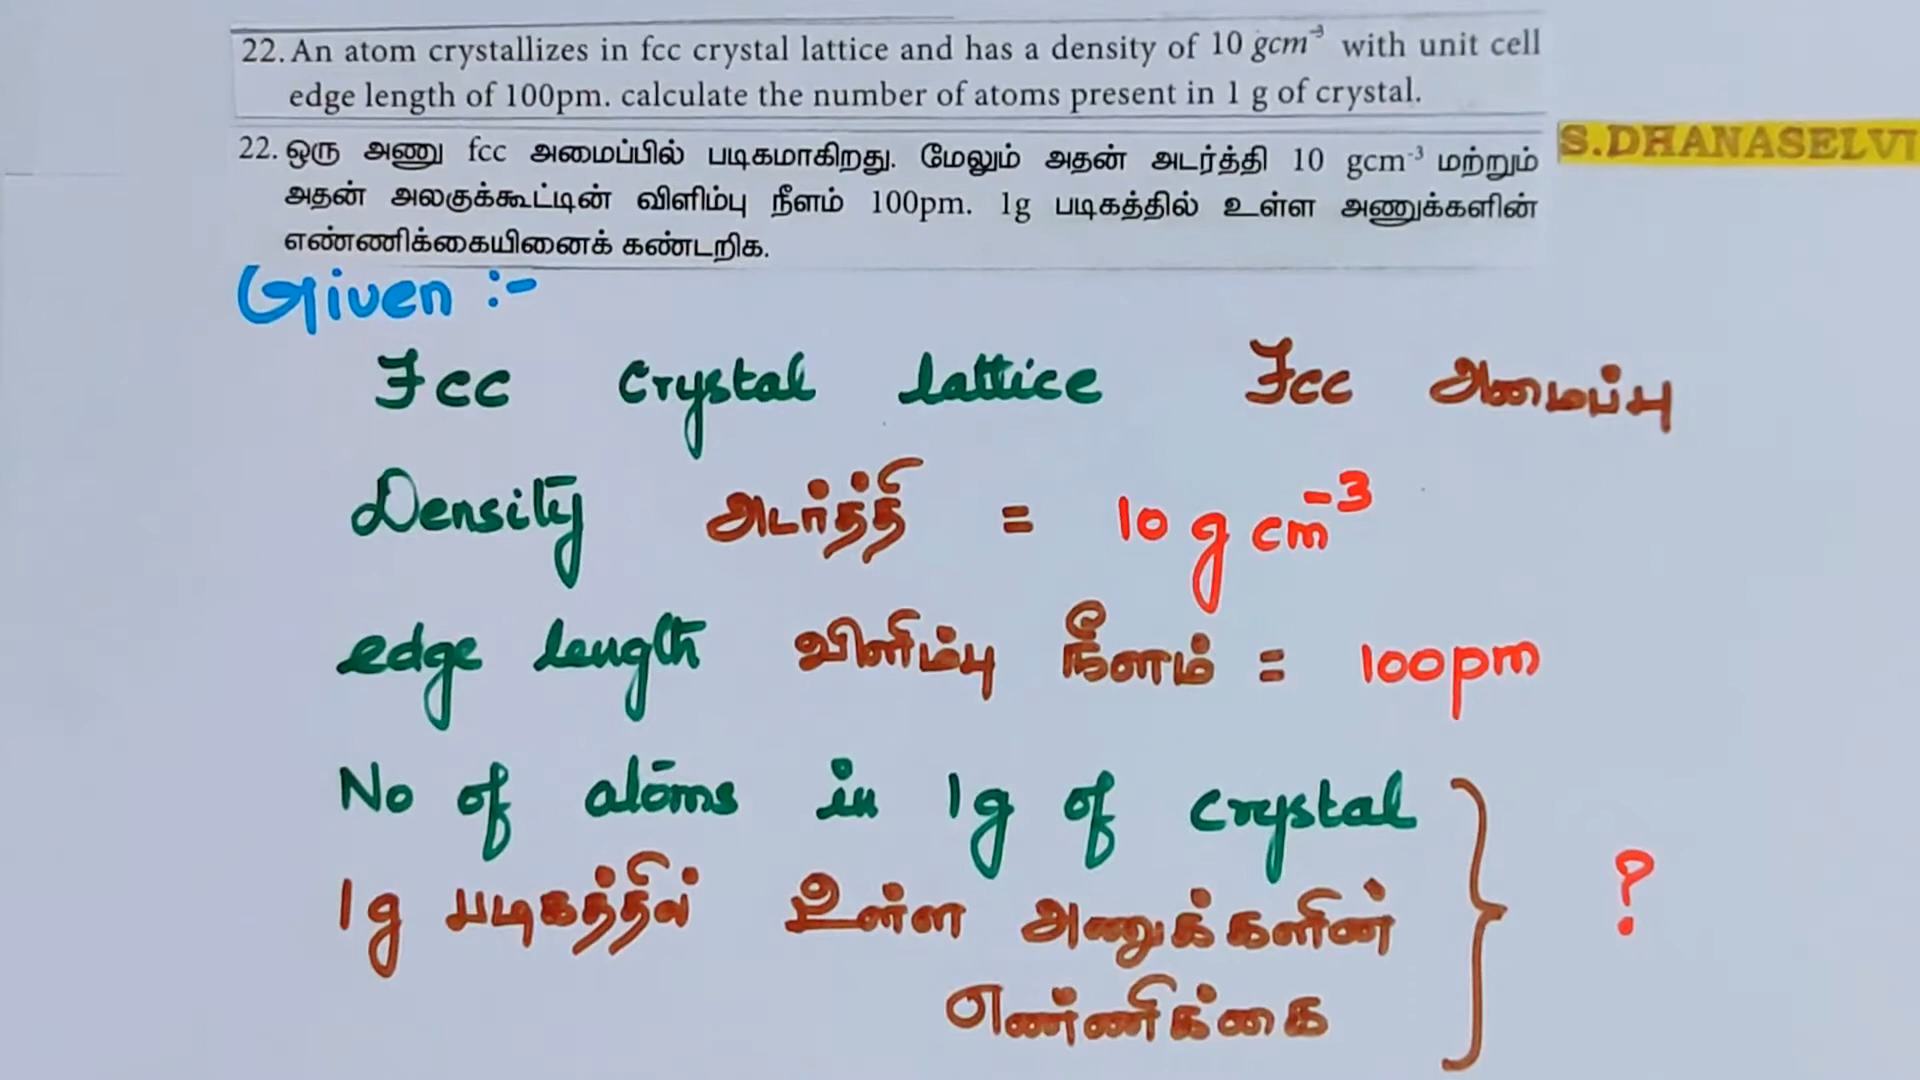 22. An atom crystallizes in fcc crystal lattice and has a density of 10 gcm⁻³ with unit cell
edge length of 100pm. calculate the number of atoms present in 1 g of crystal.
S.DHANASELVI
22. ஒரு அணு fcc அமைப்பில் படிகமாகிறது. மேலும் அதன் அடர்த்தி 10 gcm⁻³ மற்றும்
அதன் அலகுக்கூட்டின் விளிம்பு நீளம் 100pm. 1g படிகத்தில் உள்ள அணுக்களின்
எண்ணிக்கையினைக் கண்டறிக.
Given :-
Fcc crystal lattice Fcc அமைப்பு
Density அடர்த்தி = 10 g cm⁻³
edge length விளிம்பு நீளம் = 100pm
No of atoms in 1g of crystal
1g படிகத்தில் உள்ள அணுக்களின் ?
எண்ணிக்கை